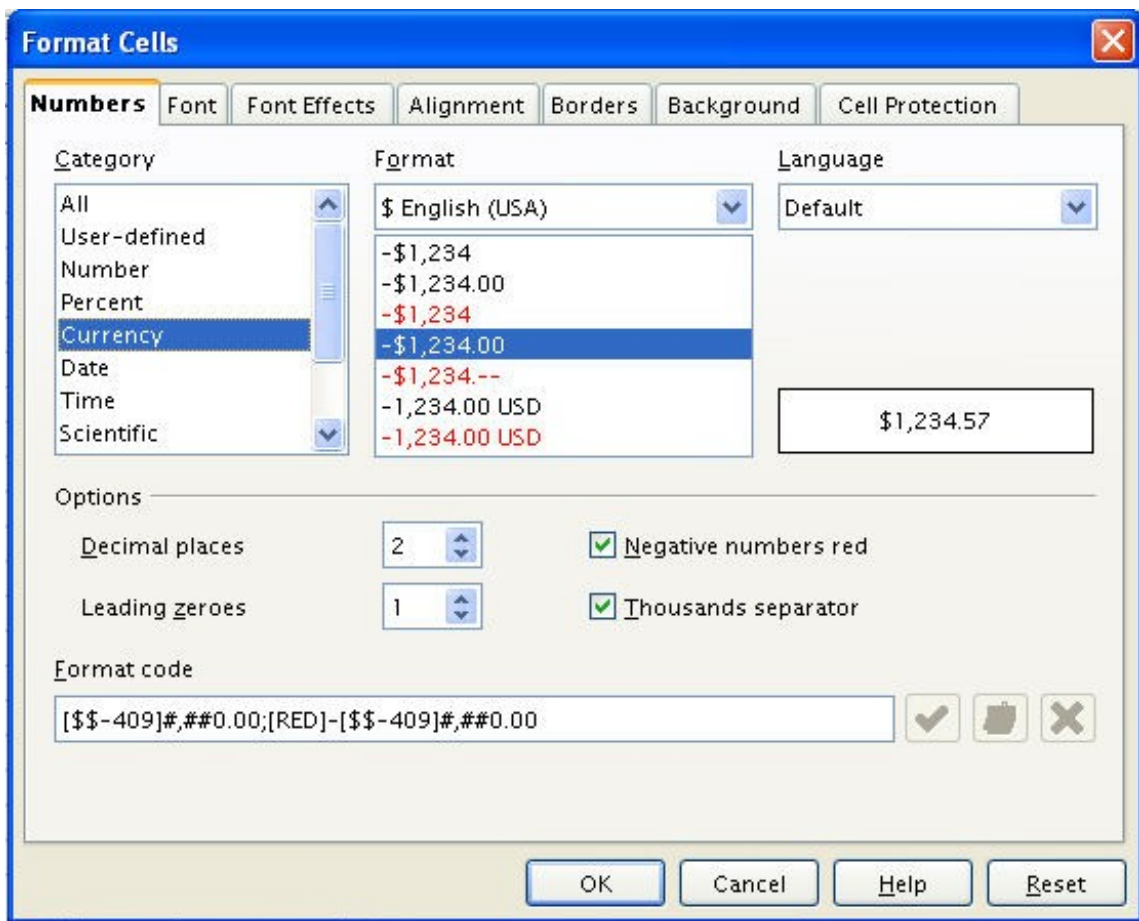 Format Cells
Numbers Font Font Effects Alignment Borders Background Cell Protection
Category
All
User-defined
Number
Percent
Currency
Date
Time
Scientific
Format
$ English (USA)
-$1,234
-$1,234.00
-$1,234
-$1,234.00
-$1,234.--
-1,234.00 USD
-1,234.00 USD
Language
Default
$1,234.57
Options
Decimal places 2
Negative numbers red
Leading zeroes 1
Thousands separator
Format code
[$$-409]#,##0.00;[RED]-[$$-409]#,##0.00
OK Cancel Help Reset